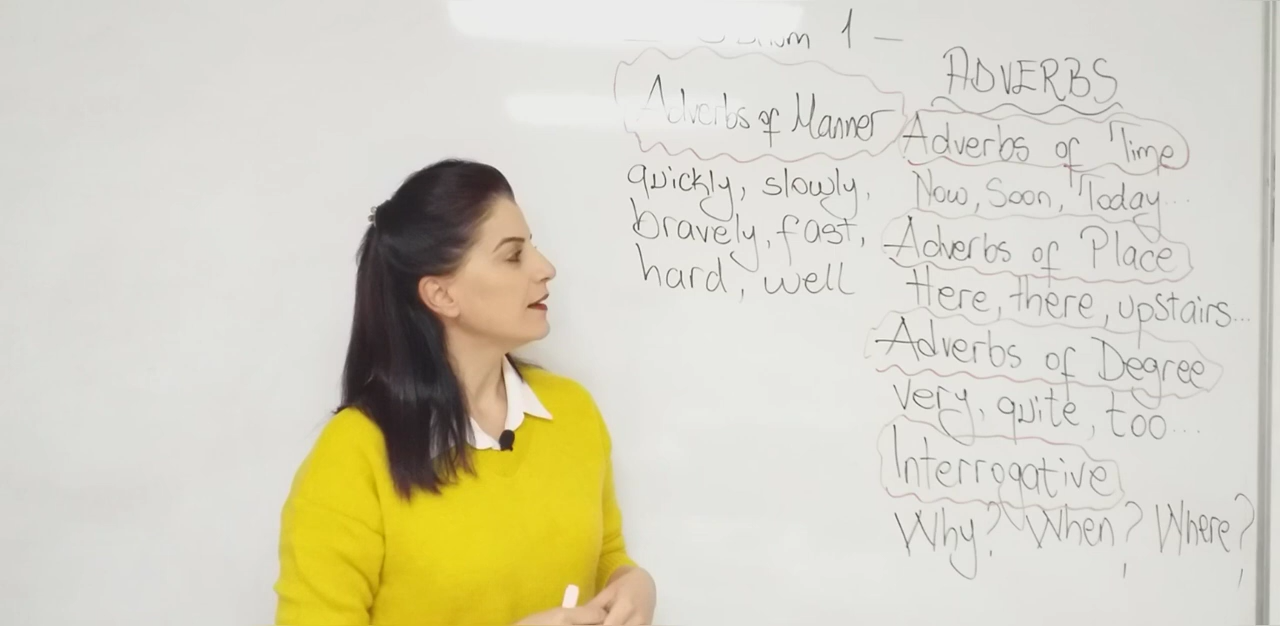 1
ADVERBS
Adverbs of Manner
quickly, slowly,
bravely, fast,
hard, well
Adverbs of Time
Now, Soon, Today...
Adverbs of Place
Here, there, upstairs...
Adverbs of Degree
very, quite, too...
Interrogative
Why? When? Where?